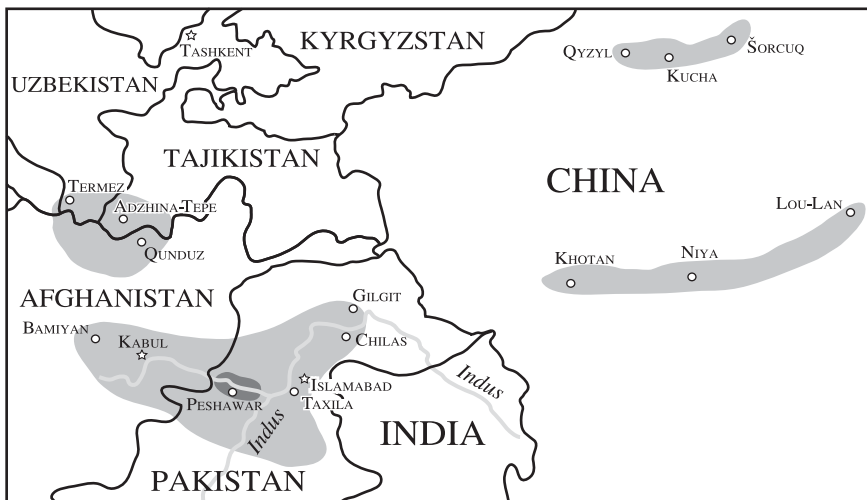 KYRGYZSTAN
TASHKENT
QYZYL
KUCHA
ŠORCUQ
UZBEKISTAN
TAJIKISTAN
CHINA
TERMEZ
ADZHINA-TEPE
QUNDUZ
LOU-LAN
KHOTAN
NIYA
AFGHANISTAN
GILGIT
BAMIYAN
KABUL
CHILAS
ISLAMABAD
PESHAWAR
TAXILA
Indus
Indus
INDIA
PAKISTAN